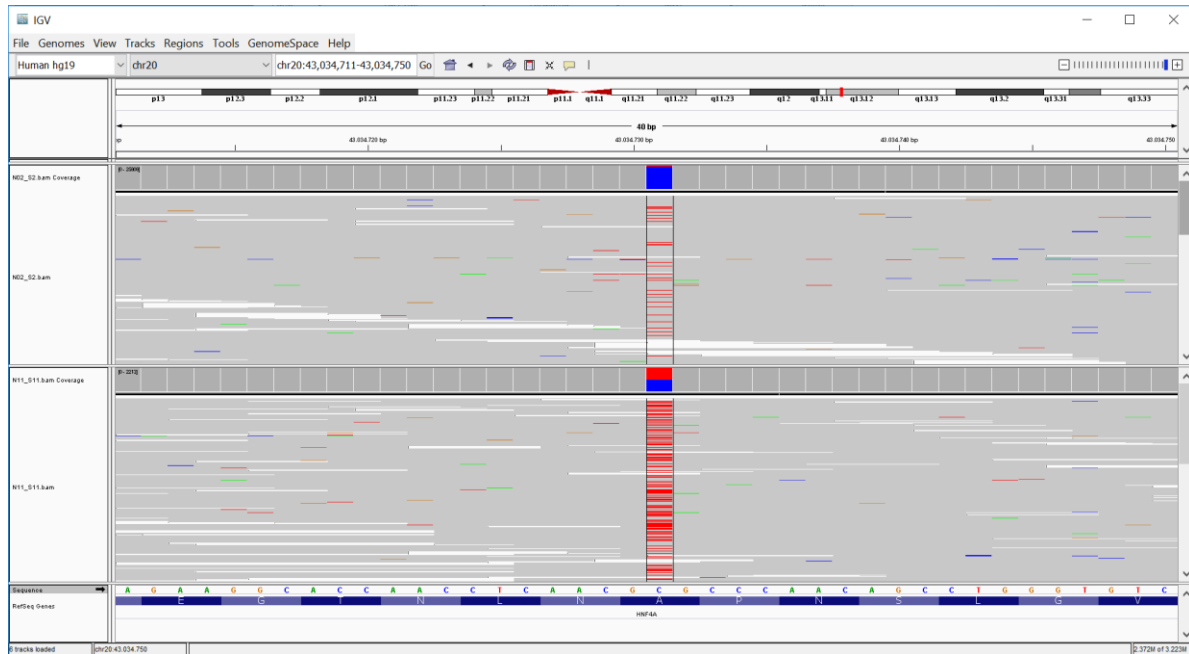 IGV
File Genomes View Tracks Regions Tools GenomeSpace Help
Human hg19 chr20 chr20:43,034,711-43,034,750 Go
p13 p12.3 p12.2 p12.1 p11.23 p11.22 p11.21 p11.1 q11.1 q11.21 q11.22 q11.23 q12 q13.11 q13.12 q13.13 q13.2 q13.31 q13.33
40 bp
bp 43.034.720 bp 43.034.730 bp 43.034.740 bp 43.034.750
N02_S2.bam Coverage
N02_S2.bam
N11_S11.bam Coverage
[0- 2212]
N11_S11.bam
Sequence A G A A G G C A C C A A C C T C A A C G C G C C C A A C A G C C T G G G T G T C
RefSeq Genes E G T N L N A P N S L G V
HNF4A
6 tracks loaded chr20:43.034.750 2.372M of 3.223M